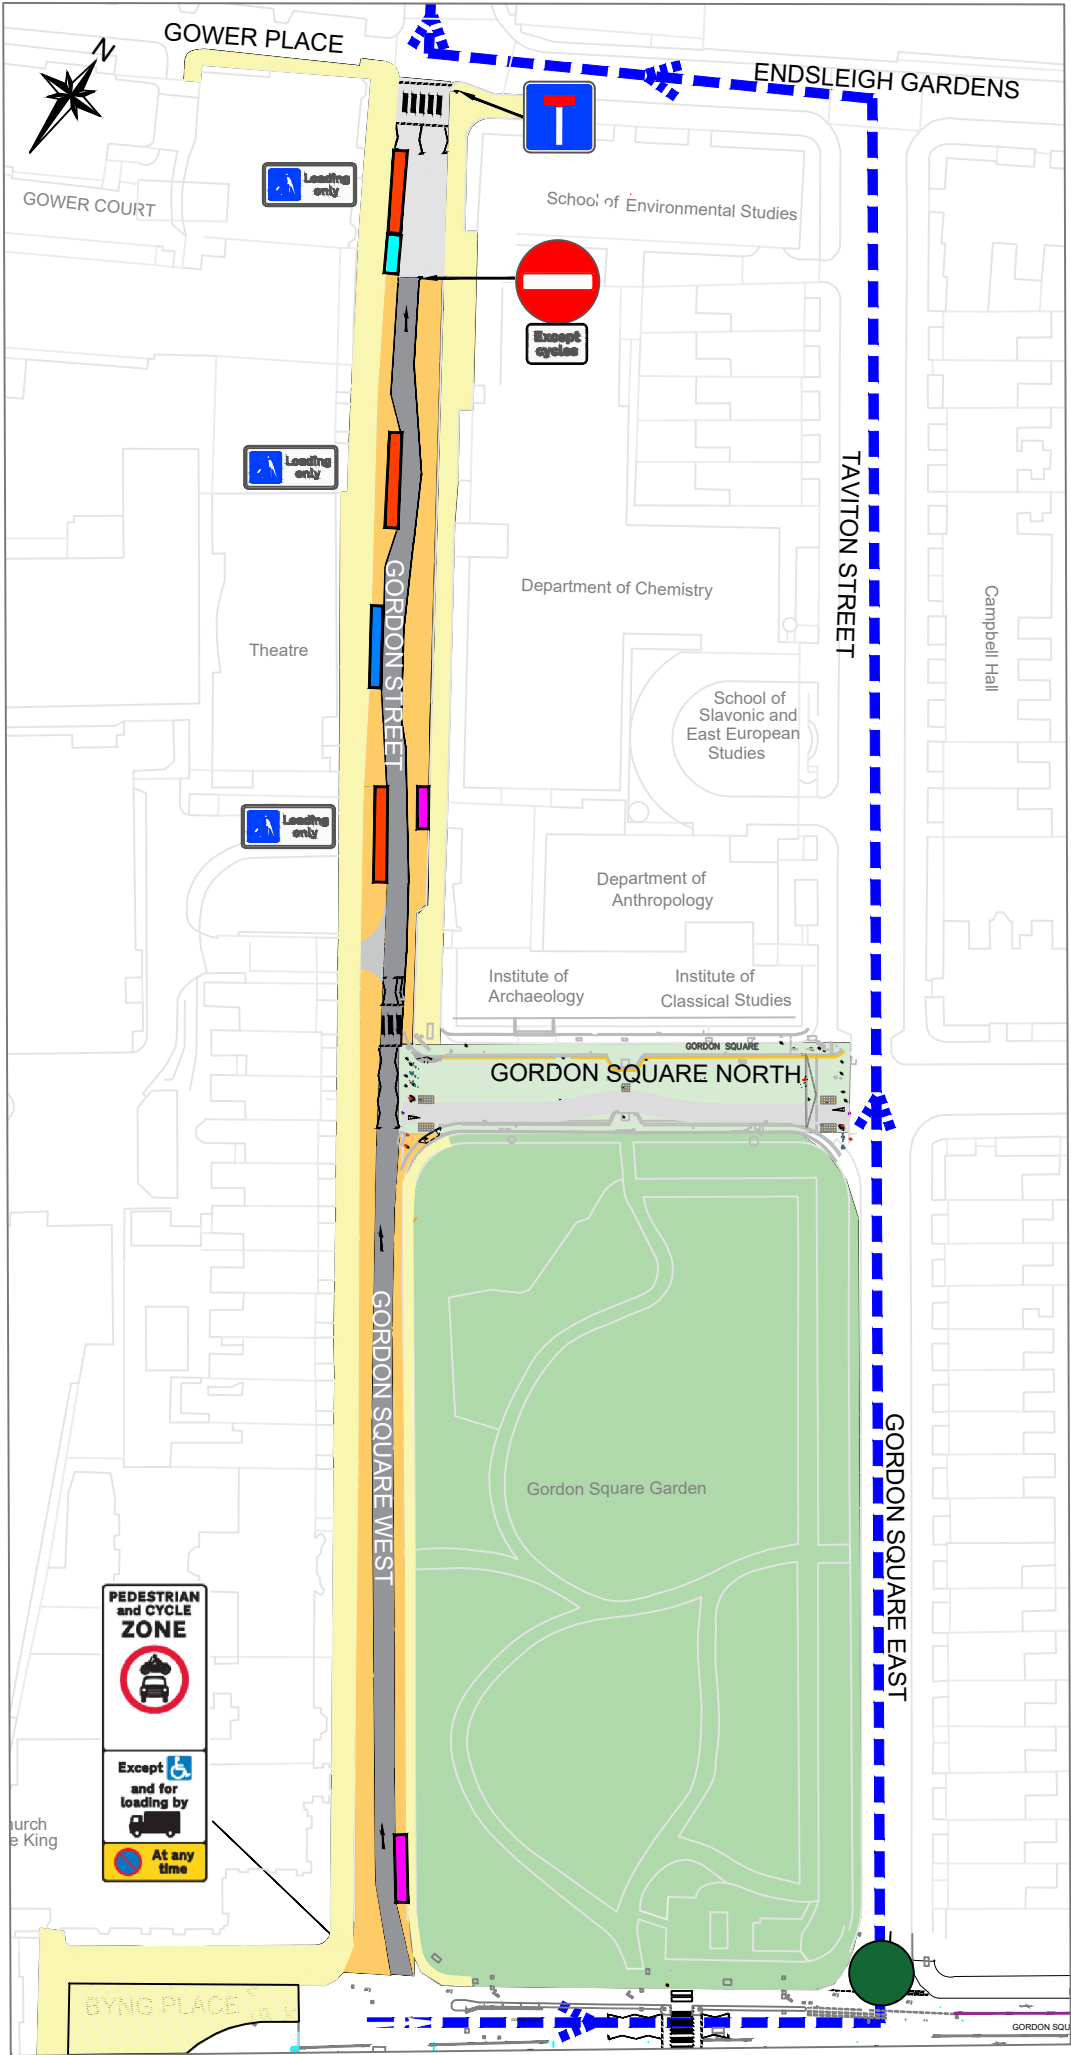 GOWER PLACE
N
ENDSLEIGH GARDENS
Loading
only
GOWER COURT
School of Environmental Studies
Except
cycles
Loading
only
TAVITON STREET
GORDON STREET
Department of Chemistry
Campbell Hall
Theatre
School of
Slavonic and
East European
Studies
Loading
only
Department of
Anthropology
Institute of
Archaeology
Institute of
Classical Studies
GORDON SQUARE
GORDON SQUARE NORTH
GORDON SQUARE WEST
Gordon Square Garden
GORDON SQUARE EAST
PEDESTRIAN
and CYCLE
ZONE
Except
and for
loading by
At any
time
urch
e King
BYNG PLACE
GORDON SQU